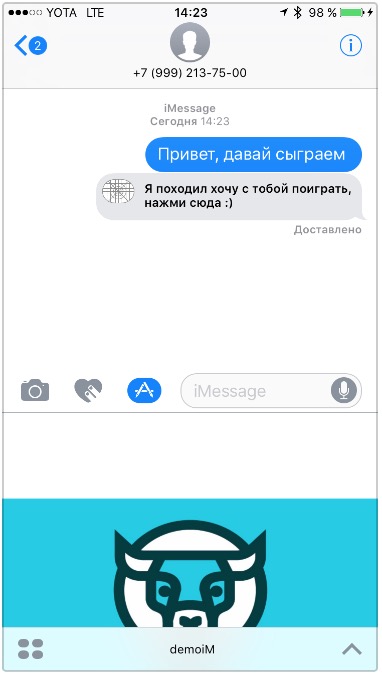 YOTA LTE 14:23 98 %
2
+7 (999) 213-75-00
iMessage
Сегодня 14:23
Привет, давай сыграем
Я походил хочу с тобой поиграть,
нажми сюда :)
Доставлено
iMessage
demoiM